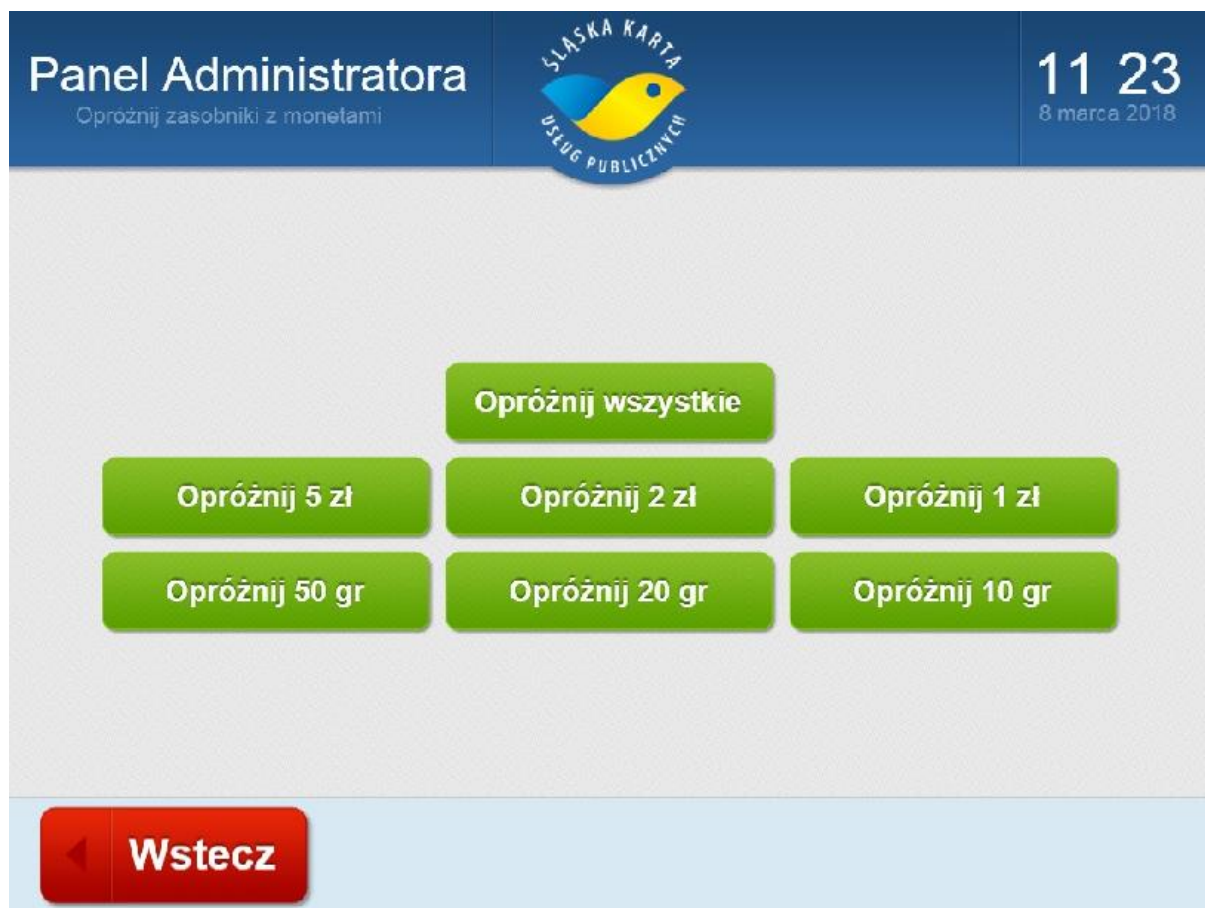 Panel Administratora
Opróżnij zasobniki z monetami
ŚLĄSKA KARTA
USŁUG PUBLICZNYCH
11 23
8 marca 2018
Opróżnij wszystkie
Opróżnij 5 zł
Opróżnij 2 zł
Opróżnij 1 zł
Opróżnij 50 gr
Opróżnij 20 gr
Opróżnij 10 gr
Wstecz